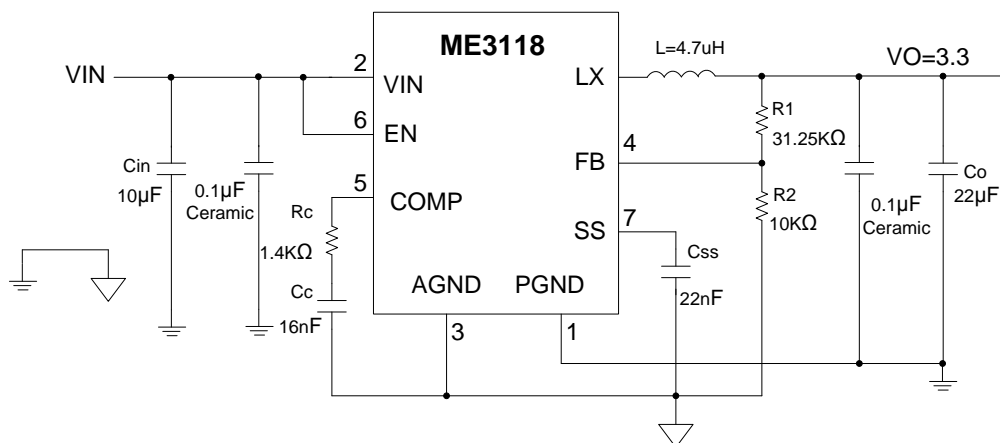 ME3118
L=4.7uH
VO=3.3
VIN
2
VIN
LX
6
EN
R1
31.25KΩ
4
FB
Cin
10µF
0.1µF
Ceramic
5
COMP
Rc
1.4KΩ
R2
10KΩ
Co
22µF
0.1µF
Ceramic
7
SS
Css
22nF
Cc
16nF
AGND
PGND
3
1